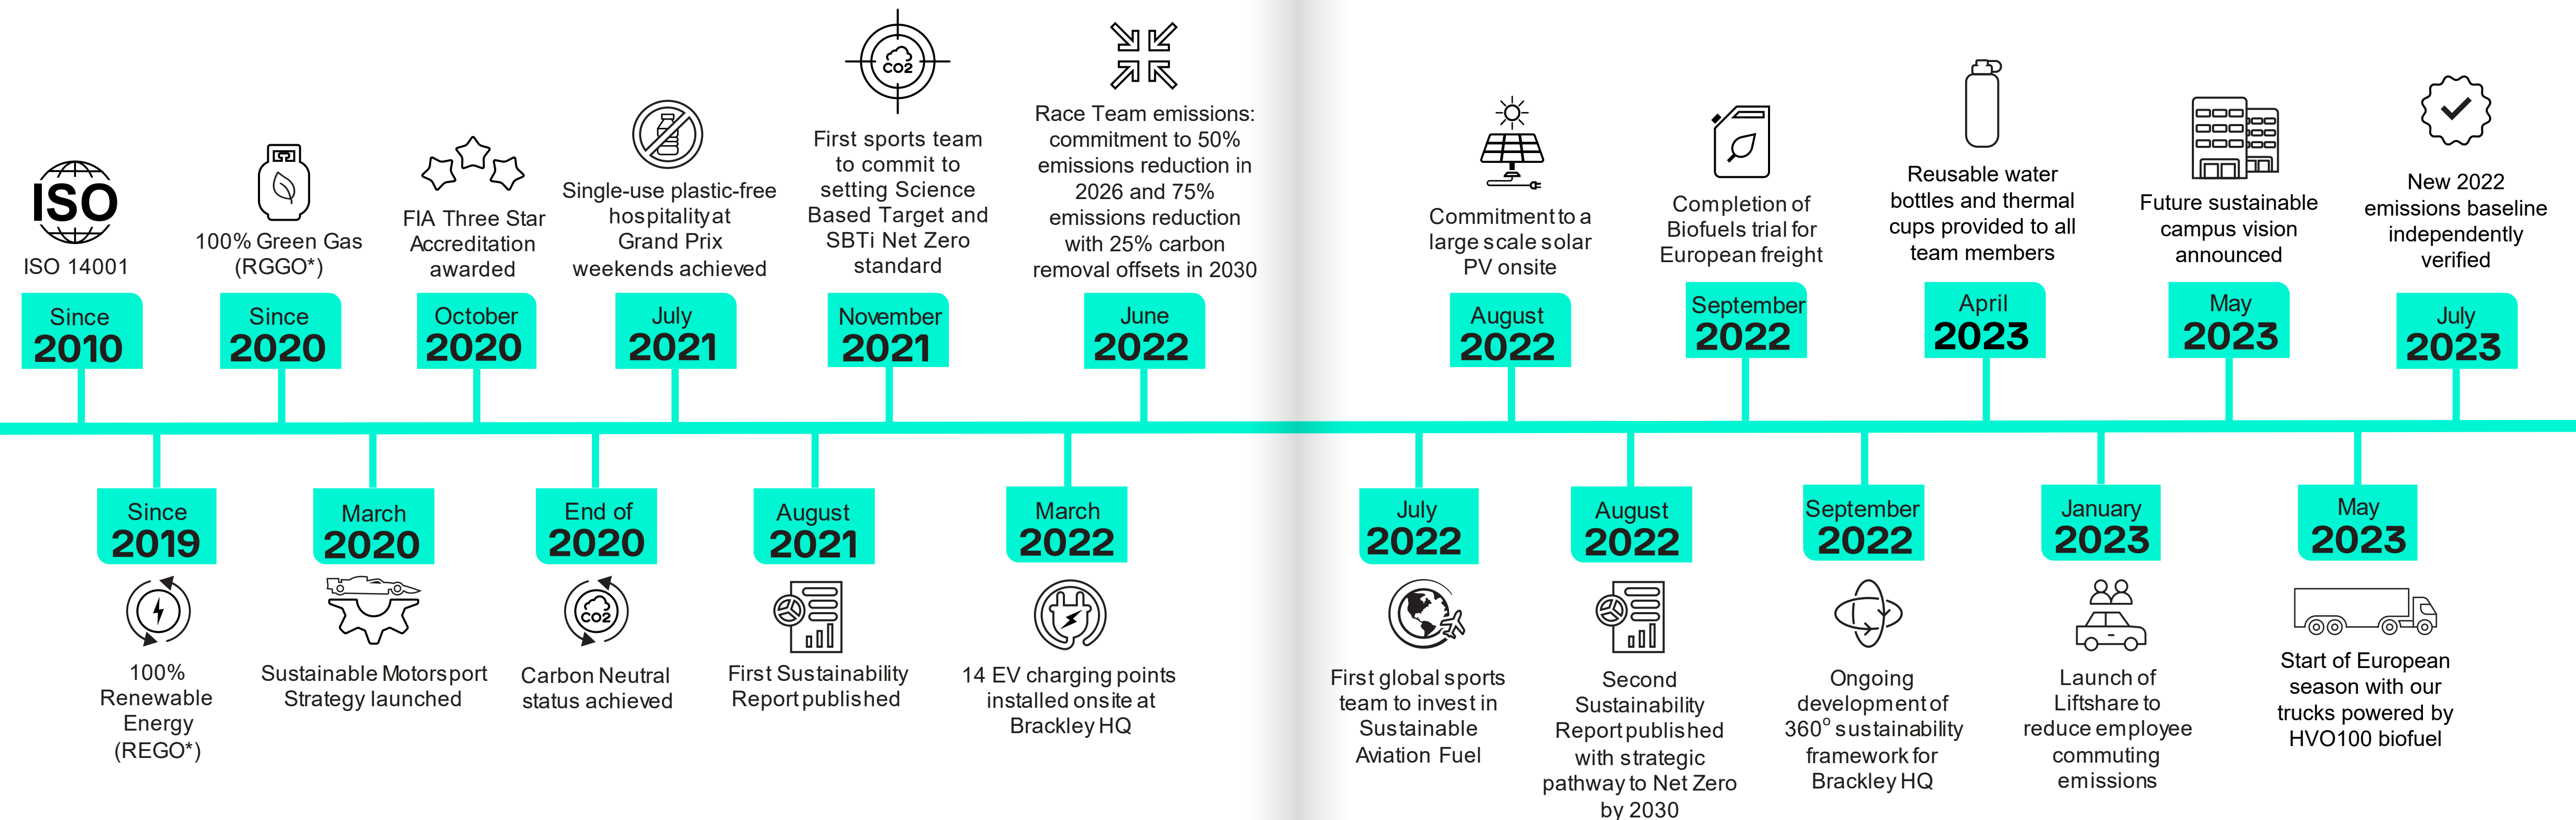 ISO
ISO 14001
Since
2010
Since
2019
100%
Renewable
Energy
(REGO*)
100% Green Gas
(RGGO*)
Since
2020
March
2020
Sustainable Motorsport
Strategy launched
FIA Three Star
Accreditation
awarded
October
2020
End of
2020
CO2
Carbon Neutral
status achieved
Single-use plastic-free
hospitality at
Grand Prix
weekends achieved
July
2021
August
2021
First Sustainability
Report published
CO2
First sports team
to commit to
setting Science
Based Target and
SBTi Net Zero
standard
November
2021
March
2022
14 EV charging points
installed onsite at
Brackley HQ
Race Team emissions:
commitment to 50%
emissions reduction in
2026 and 75%
emissions reduction
with 25% carbon
removal offsets in 2030
June
2022
July
2022
First global sports
team to invest in
Sustainable
Aviation Fuel
Commitment to a
large scale solar
PV onsite
August
2022
August
2022
Second
Sustainability
Report published
with strategic
pathway to Net Zero
by 2030
Completion of
Biofuels trial for
European freight
September
2022
September
2022
Ongoing
development of
360° sustainability
framework for
Brackley HQ
Reusable water
bottles and thermal
cups provided to all
team members
April
2023
January
2023
Launch of
Liftshare to
reduce employee
commuting
emissions
Future sustainable
campus vision
announced
May
2023
May
2023
Start of European
season with our
trucks powered by
HVO100 biofuel
New 2022
emissions baseline
independently
verified
July
2023